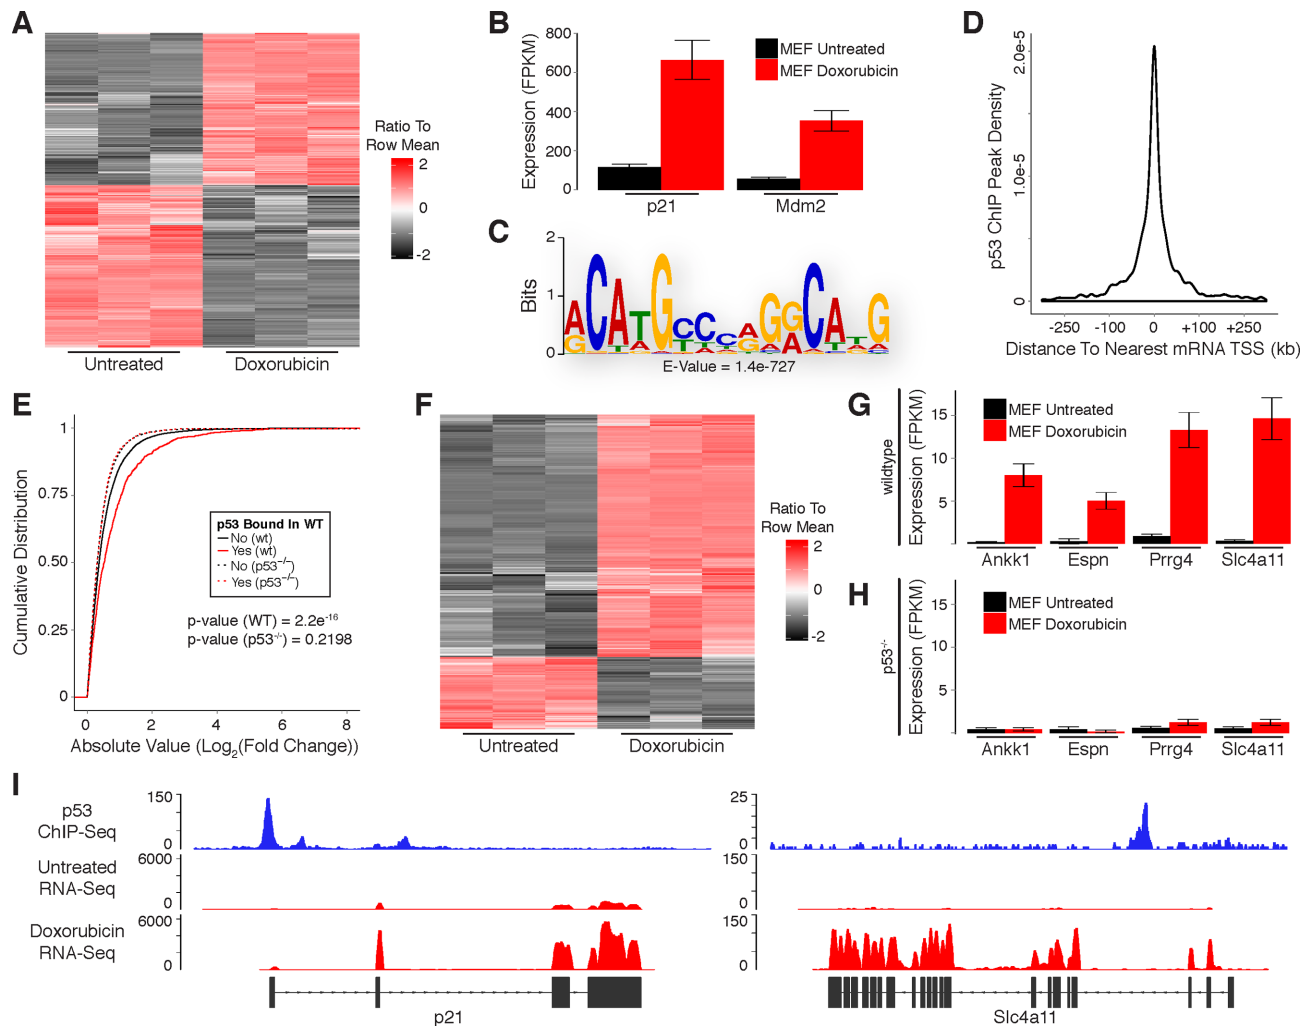 A
Ratio To
Row Mean
2
0
-2
Untreated
Doxorubicin
B
Expression (FPKM)
800
600
400
200
0
MEF Untreated
MEF Doxorubicin
p21
Mdm2
C
Bits
2
1
0
E-Value = 1.4e-727
D
p53 ChIP Peak Density
2.0e-5
1.0e-5
0
-250
-100
0
+100
+250
Distance To Nearest mRNA TSS (kb)
E
Cumulative Distribution
1
0.75
0.50
0.25
0
p53 Bound In WT
No (wt)
Yes (wt)
No (p53-/-)
Yes (p53-/-)
p-value (WT) = 2.2e-16
p-value (p53-/-) = 0.2198
0
2
4
6
8
Absolute Value (Log2(Fold Change))
F
Ratio To
Row Mean
2
0
-2
Untreated
Doxorubicin
G
wildtype
Expression (FPKM)
15
10
5
MEF Untreated
MEF Doxorubicin
Ankk1
Espn
Prrg4
Slc4a11
H
p53-/-
Expression (FPKM)
15
10
5
MEF Untreated
MEF Doxorubicin
Ankk1
Espn
Prrg4
Slc4a11
I
p53
ChIP-Seq
150
0
25
0
Untreated
RNA-Seq
6000
0
150
0
Doxorubicin
RNA-Seq
6000
0
150
0
p21
Slc4a11